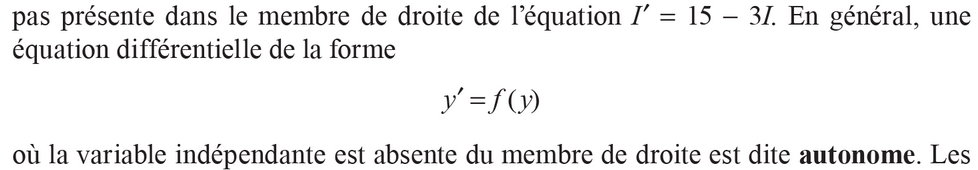 pas présente dans le membre de droite de l’équation I′ = 15 – 3I. En général, une
équation différentielle de la forme
y′ = f (y)
où la variable indépendante est absente du membre de droite est dite autonome. Les